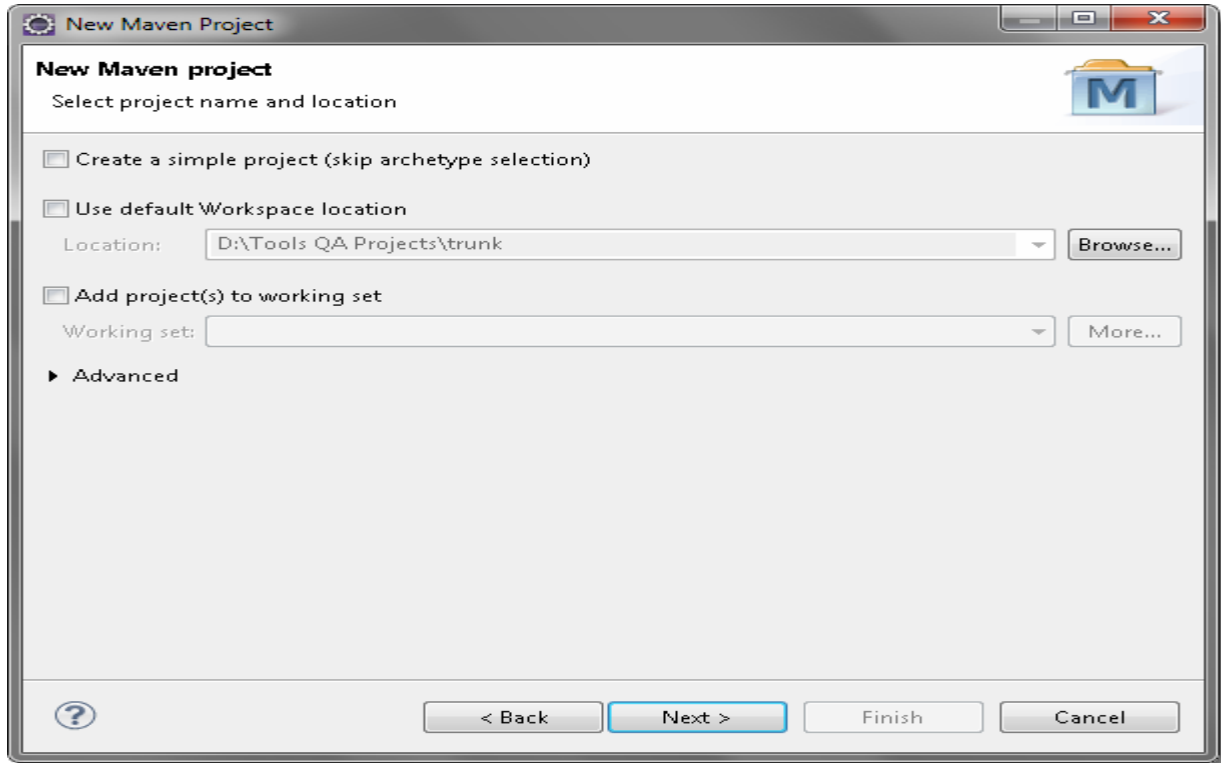 New Maven Project
New Maven project
Select project name and location
M
Create a simple project (skip archetype selection)
Use default Workspace location
Location: D:\Tools QA Projects\trunk Browse...
Add project(s) to working set
Working set: More...
Advanced
? < Back Next > Finish Cancel